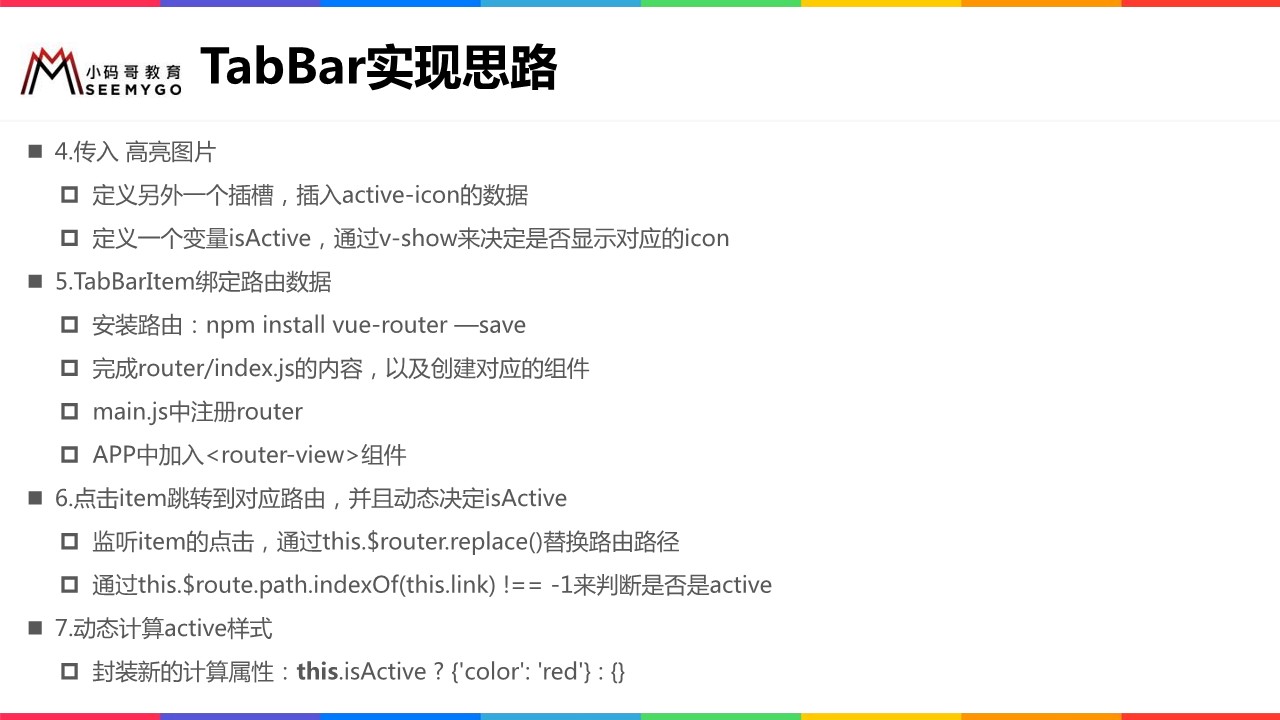 小码哥教育
SEEMYGO
TabBar实现思路
4.传入 高亮图片
定义另外一个插槽，插入active-icon的数据
定义一个变量isActive，通过v-show来决定是否显示对应的icon
5.TabBarItem绑定路由数据
安装路由：npm install vue-router —save
完成router/index.js的内容，以及创建对应的组件
main.js中注册router
APP中加入<router-view>组件
6.点击item跳转到对应路由，并且动态决定isActive
监听item的点击，通过this.$router.replace()替换路由路径
通过this.$route.path.indexOf(this.link) !== -1来判断是否是active
7.动态计算active样式
封装新的计算属性：this.isActive ? {'color': 'red'} : {}